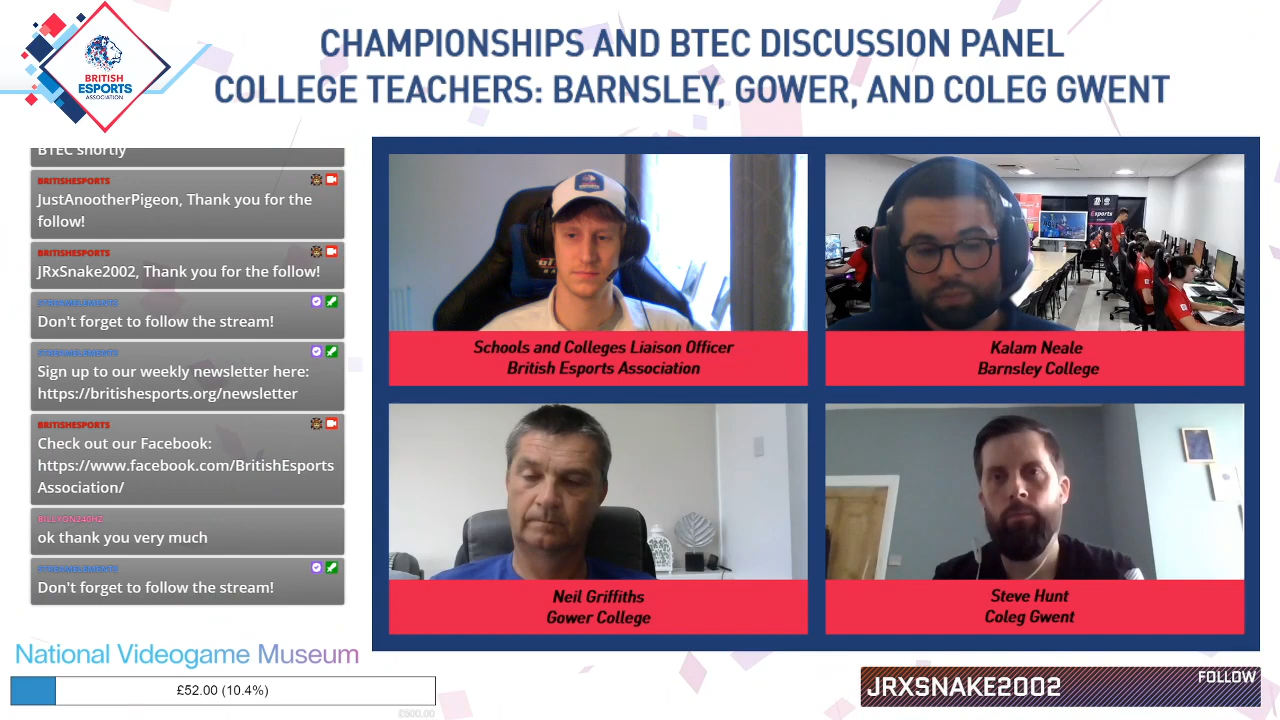 CHAMPIONSHIPS AND BTEC DISCUSSION PANEL
COLLEGE TEACHERS: BARNSLEY, GOWER, AND COLEG GWENT
BRITISH
ESPORTS
ASSOCIATION
BTEC shortly
BRITISHESPORTS
JustAnootherPigeon, Thank you for the
follow!
BRITISHESPORTS
JRxSnake2002, Thank you for the follow!
STREAMELEMENTS
Don't forget to follow the stream!
STREAMELEMENTS
Sign up to our weekly newsletter here:
https://britishesports.org/newsletter
BRITISHESPORTS
Check out our Facebook:
https://www.facebook.com/BritishEsports
Association/
BILLYON240HZ
ok thank you very much
STREAMELEMENTS
Don't forget to follow the stream!
Schools and Colleges Liaison Officer
British Esports Association
Esports
Kalam Neale
Barnsley College
Neil Griffiths
Gower College
Steve Hunt
Coleg Gwent
National Videogame Museum
£52.00 (10.4%)
£500.00
JRXSNAKE2002
FOLLOW